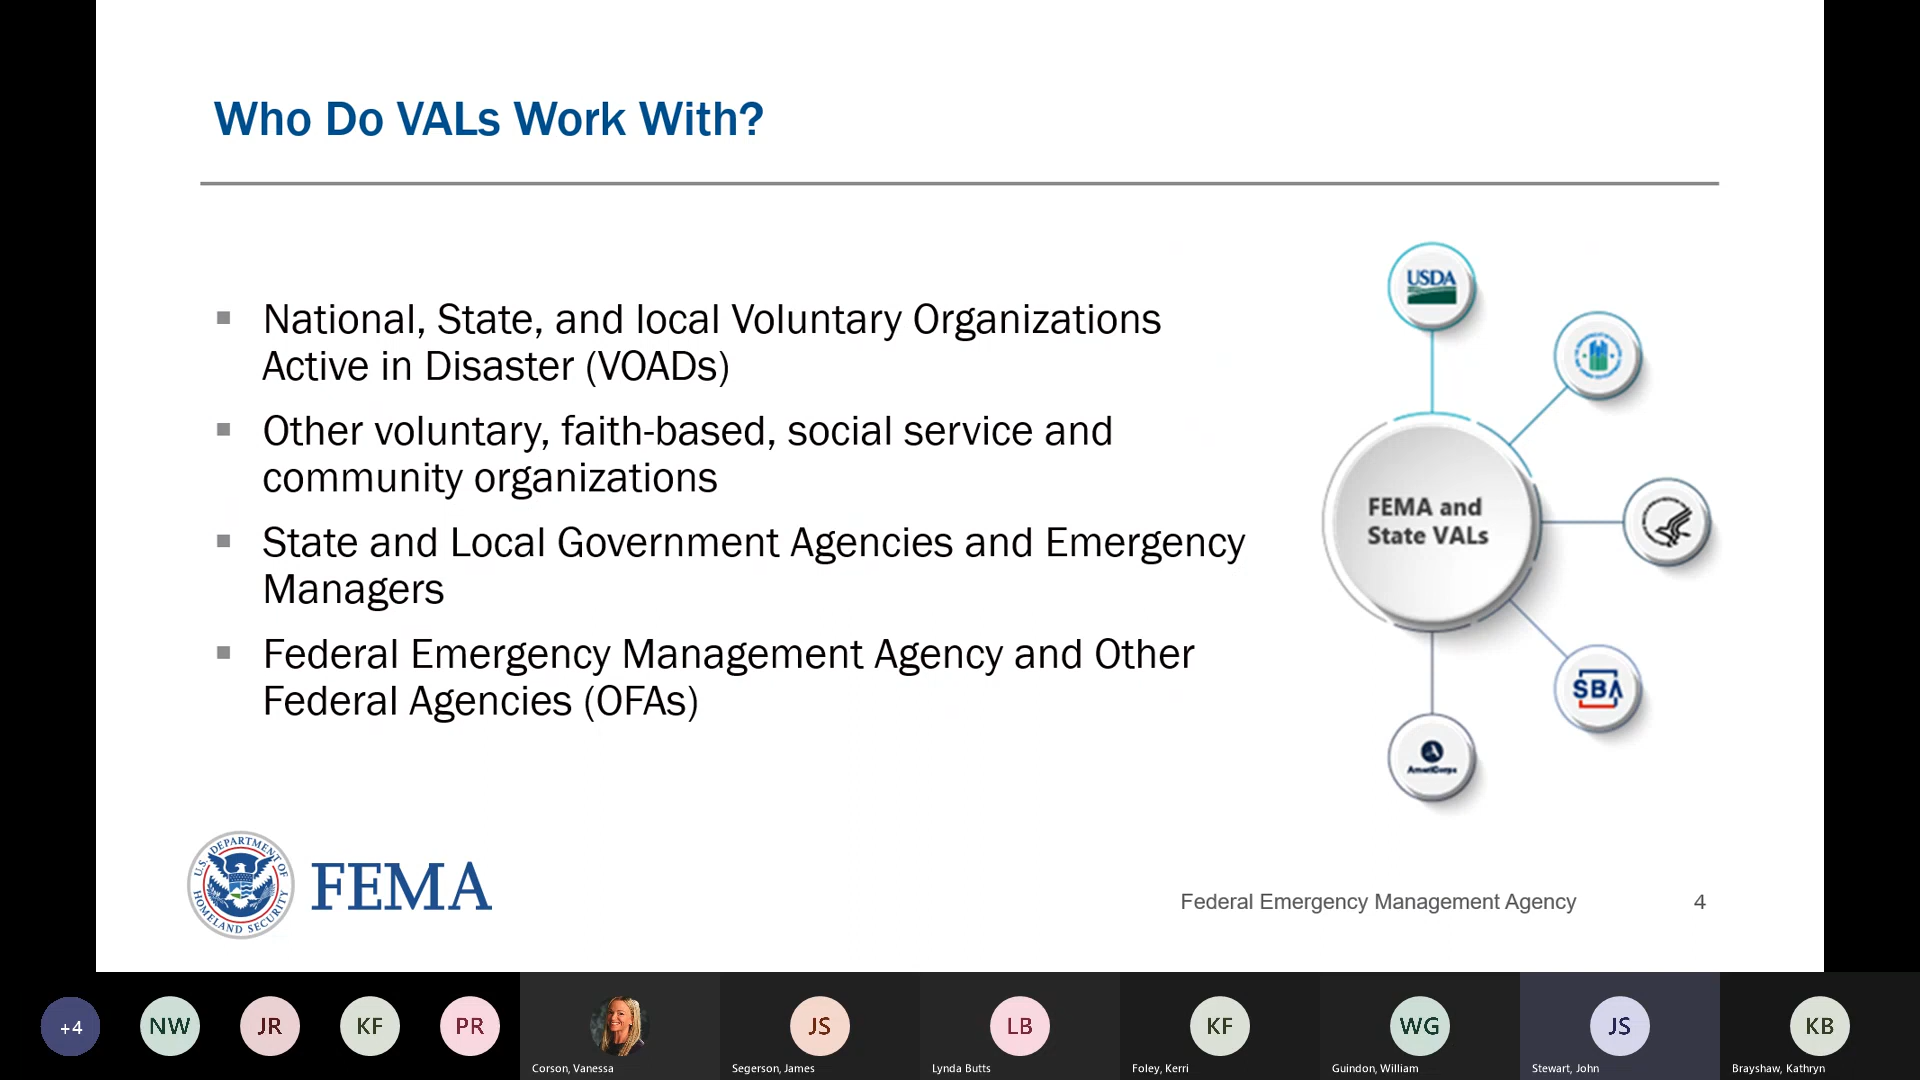 Who Do VALs Work With?
National, State, and local Voluntary Organizations
Active in Disaster (VOADs)
Other voluntary, faith-based, social service and
community organizations
State and Local Government Agencies and Emergency
Managers
Federal Emergency Management Agency and Other
Federal Agencies (OFAs)
USDA
FEMA and
State VALs
SBA
AmeriCorps
U.S. DEPARTMENT OF
HOMELAND SECURITY
FEMA
Federal Emergency Management Agency
4
+4
NW
JR
KF
PR
Corson, Vanessa
JS
Segerson, James
LB
Lynda Butts
KF
Foley, Kerri
WG
Guindon, William
JS
Stewart, John
KB
Brayshaw, Kathryn